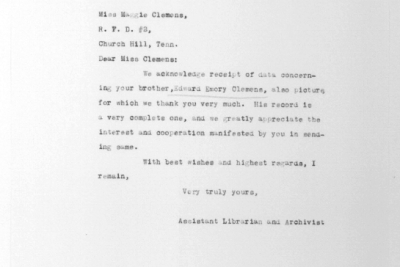 Miss Maggie Clemons,
R. F. D. #2,
Church Hill, Tenn.
Dear Miss Clemons:
We acknowledge receipt of data concern-
ing your brother,Edward Emery Clemons, also picture
for which we thank you very much. His record is
a very complete one, and we greatly appreciate the
interest and cooperation manifested by you in send-
ing same.
With best wishes and highest regards, I
remain,
Very truly yours,
Assistant Librarian and Archivist